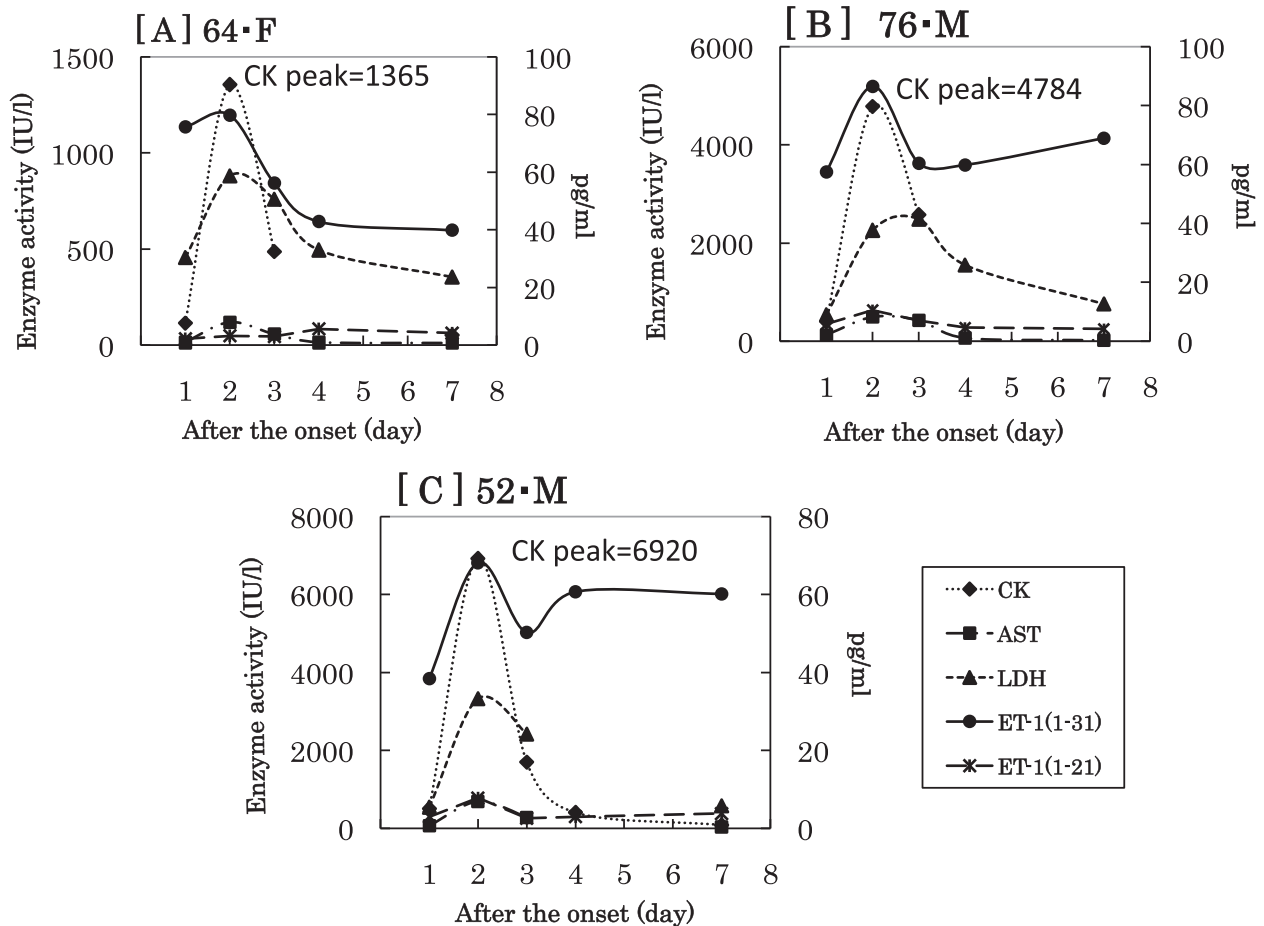 [A] 64·F
CK peak=1365
Enzyme activity (IU/l)
1500
1000
500
0
100
80
60
40
20
0
pg/ml
1 2 3 4 5 6 7 8
After the onset (day)
[B] 76·M
CK peak=4784
Enzyme activity (IU/l)
6000
4000
2000
0
100
80
60
40
20
0
pg/ml
1 2 3 4 5 6 7 8
After the onset (day)
[C] 52·M
CK peak=6920
Enzyme activity (IU/l)
8000
6000
4000
2000
0
80
60
40
20
0
pg/ml
1 2 3 4 5 6 7 8
After the onset (day)
CK
AST
LDH
ET-1(1-31)
ET-1(1-21)